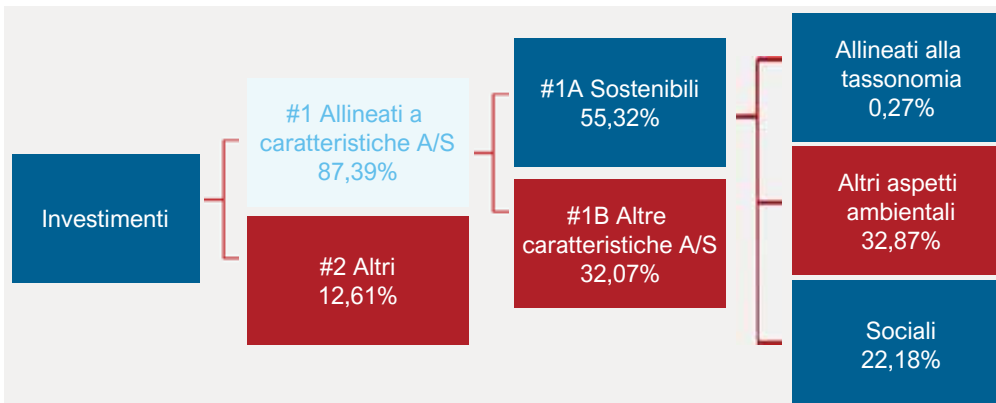 Investimenti
#1 Allineati a
caratteristiche A/S
87,39%
#2 Altri
12,61%
#1A Sostenibili
55,32%
#1B Altre
caratteristiche A/S
32,07%
Allineati alla
tassonomia
0,27%
Altri aspetti
ambientali
32,87%
Sociali
22,18%